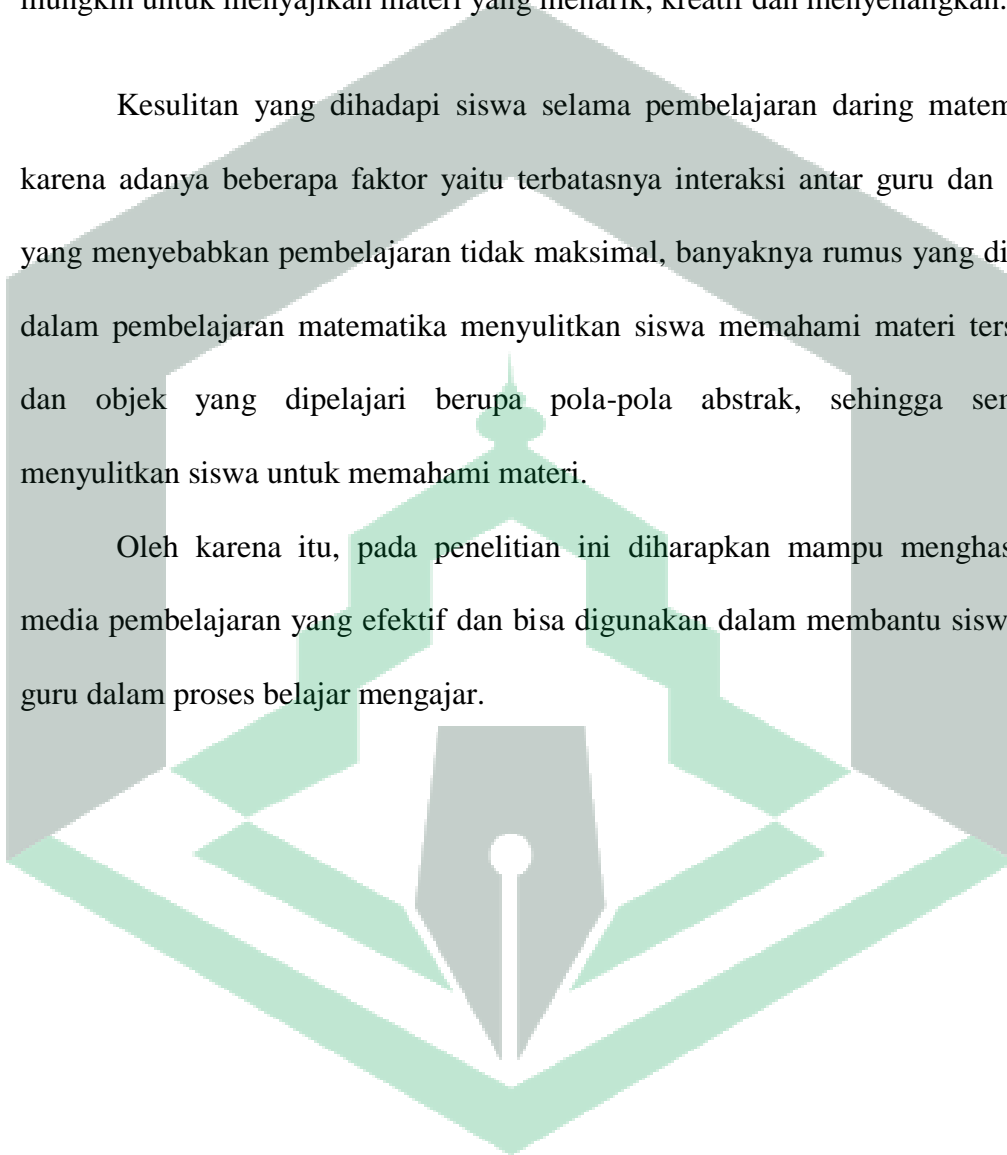 mungkin untuk menyajikan materi yang menarik, kreatif dan menyenangkan.
Kesulitan yang dihadapi siswa selama pembelajaran daring matem
karena adanya beberapa faktor yaitu terbatasnya interaksi antar guru dan
yang menyebabkan pembelajaran tidak maksimal, banyaknya rumus yang di
dalam pembelajaran matematika menyulitkan siswa memahami materi ters
dan objek yang dipelajari berupa pola-pola abstrak, sehingga ser
menyulitkan siswa untuk memahami materi.
Oleh karena itu, pada penelitian ini diharapkan mampu menghas
media pembelajaran yang efektif dan bisa digunakan dalam membantu sisw
guru dalam proses belajar mengajar.